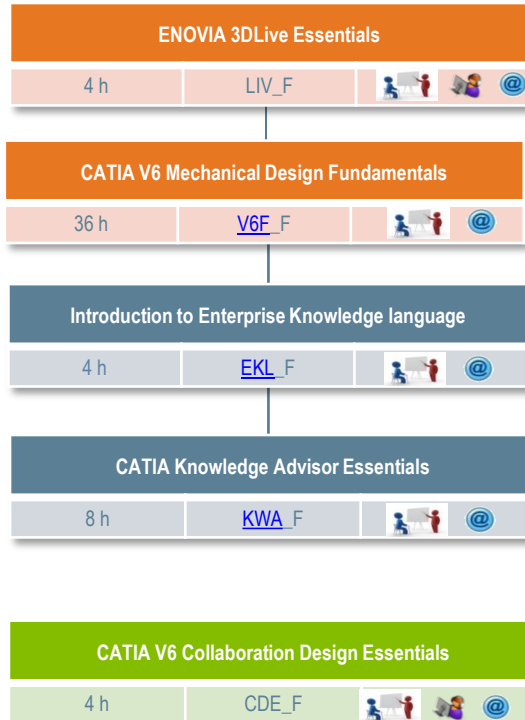 ENOVIA 3DLive Essentials
4 h LIV_F @
CATIA V6 Mechanical Design Fundamentals
36 h V6F_F @
Introduction to Enterprise Knowledge language
4 h EKL_F @
CATIA Knowledge Advisor Essentials
8 h KWA_F @
CATIA V6 Collaboration Design Essentials
4 h CDE_F @